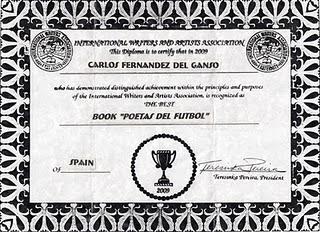 INTERNATIONAL WRITERS AND ARTISTS ASSOCIATION
This Diploma is to certify that in 2009
CARLOS FERNANDEZ DEL GANSO
who has demonstrated distinguished achievement within the principles and purposes
of the International Writers and Artists Association, is recognized as
THE BEST
BOOK "POETAS DEL FUTBOL"
OF SPAIN
2009
Teresinka Pereira
Teresinka Pereira, President